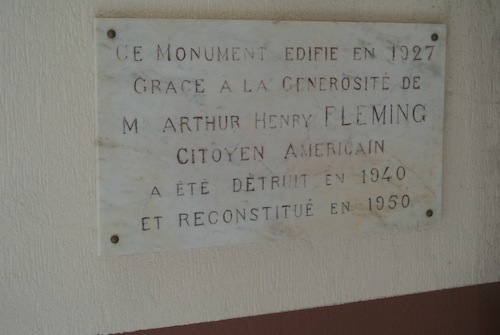 CE MONUMENT EDIFIE EN 1927
GRACE A LA GENEROSITÉ DE
M ARTHUR HENRY FLEMING
CITOYEN AMERICAIN
A ÉTÉ DÉTRUIT EN 1940
ET RECONSTITUÉ EN 1950